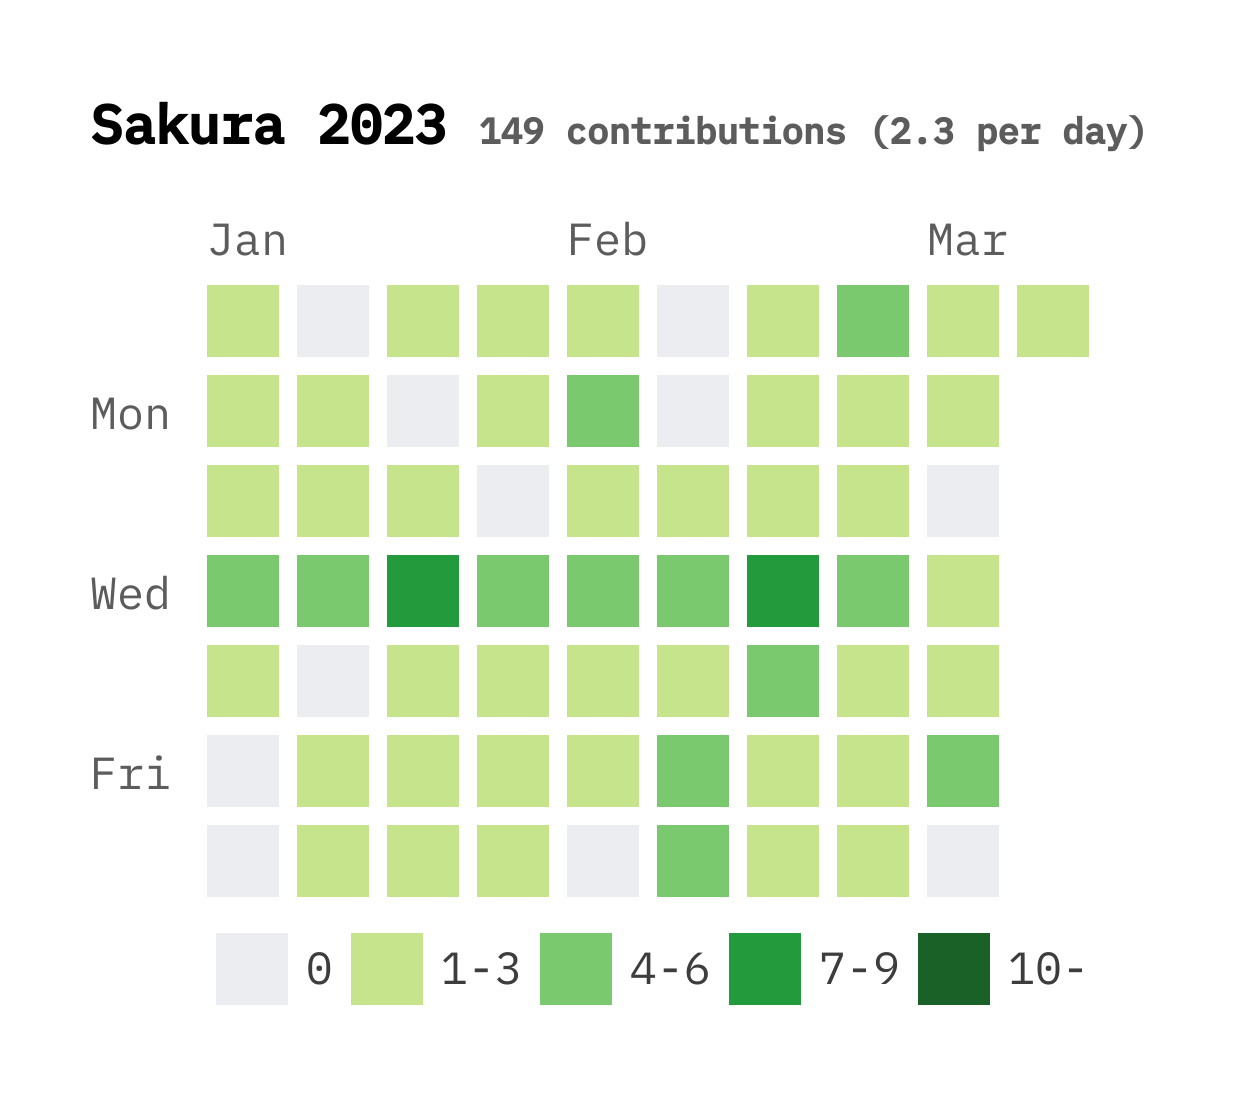 Sakura 2023 149 contributions (2.3 per day)
Jan Feb Mar
Mon
Wed
Fri
0 1-3 4-6 7-9 10-